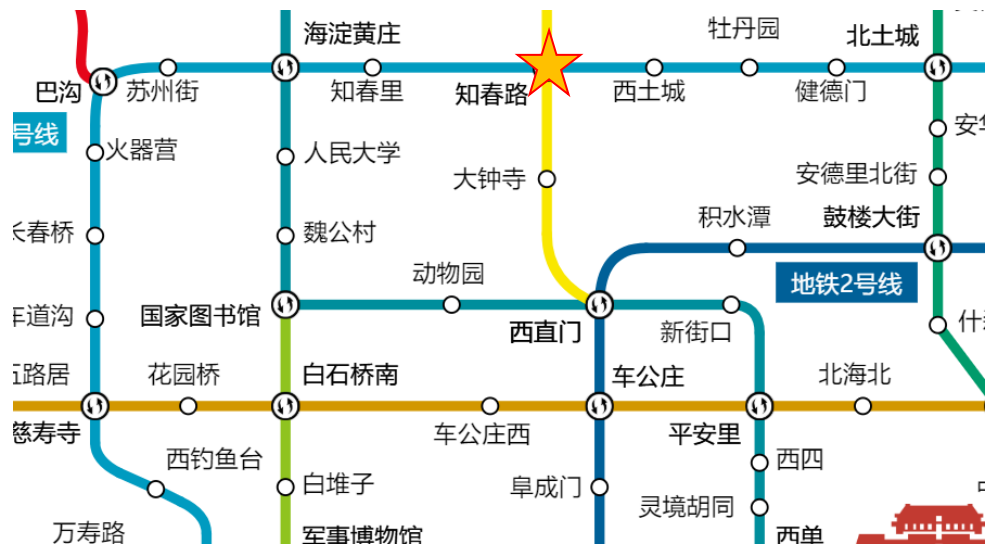 牡丹园
海淀黄庄
北土城
巴沟
苏州街
知春里
知春路
西土城
健德门
号线
火器营
人民大学
大钟寺
安德里北街
安华
长春桥
魏公村
积水潭
鼓楼大街
动物园
地铁2号线
车道沟
国家图书馆
西直门
新街口
什
五路居
花园桥
白石桥南
车公庄
北海北
慈寿寺
车公庄西
平安里
西钓鱼台
西四
白堆子
阜成门
灵境胡同
万寿路
军事博物馆
西单